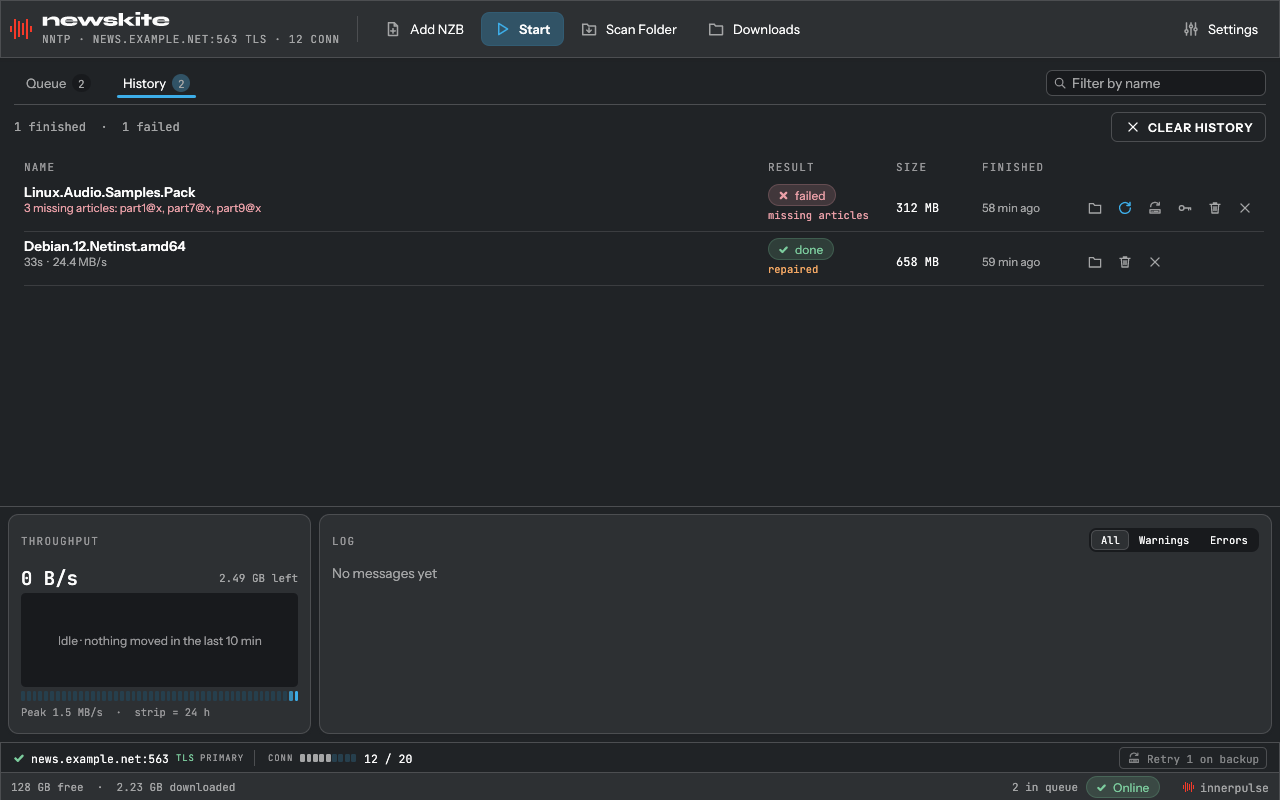 newskite
NNTP · NEWS.EXAMPLE.NET:563 TLS · 12 CONN
Add NZB
Start
Scan Folder
Downloads
Settings
Queue 2
History 2
Filter by name
1 finished · 1 failed
CLEAR HISTORY
NAME RESULT SIZE FINISHED
Linux.Audio.Samples.Pack
3 missing articles: part1@x, part7@x, part9@x
failed
missing articles
312 MB
58 min ago
Debian.12.Netinst.amd64
33s · 24.4 MB/s
done
repaired
658 MB
59 min ago
THROUGHPUT
0 B/s
2.49 GB left
Idle · nothing moved in the last 10 min
Peak 1.5 MB/s · strip = 24 h
LOG
All Warnings Errors
No messages yet
news.example.net:563 TLS PRIMARY
CONN 12 / 20
Retry 1 on backup
128 GB free · 2.23 GB downloaded
2 in queue
Online
innerpulse